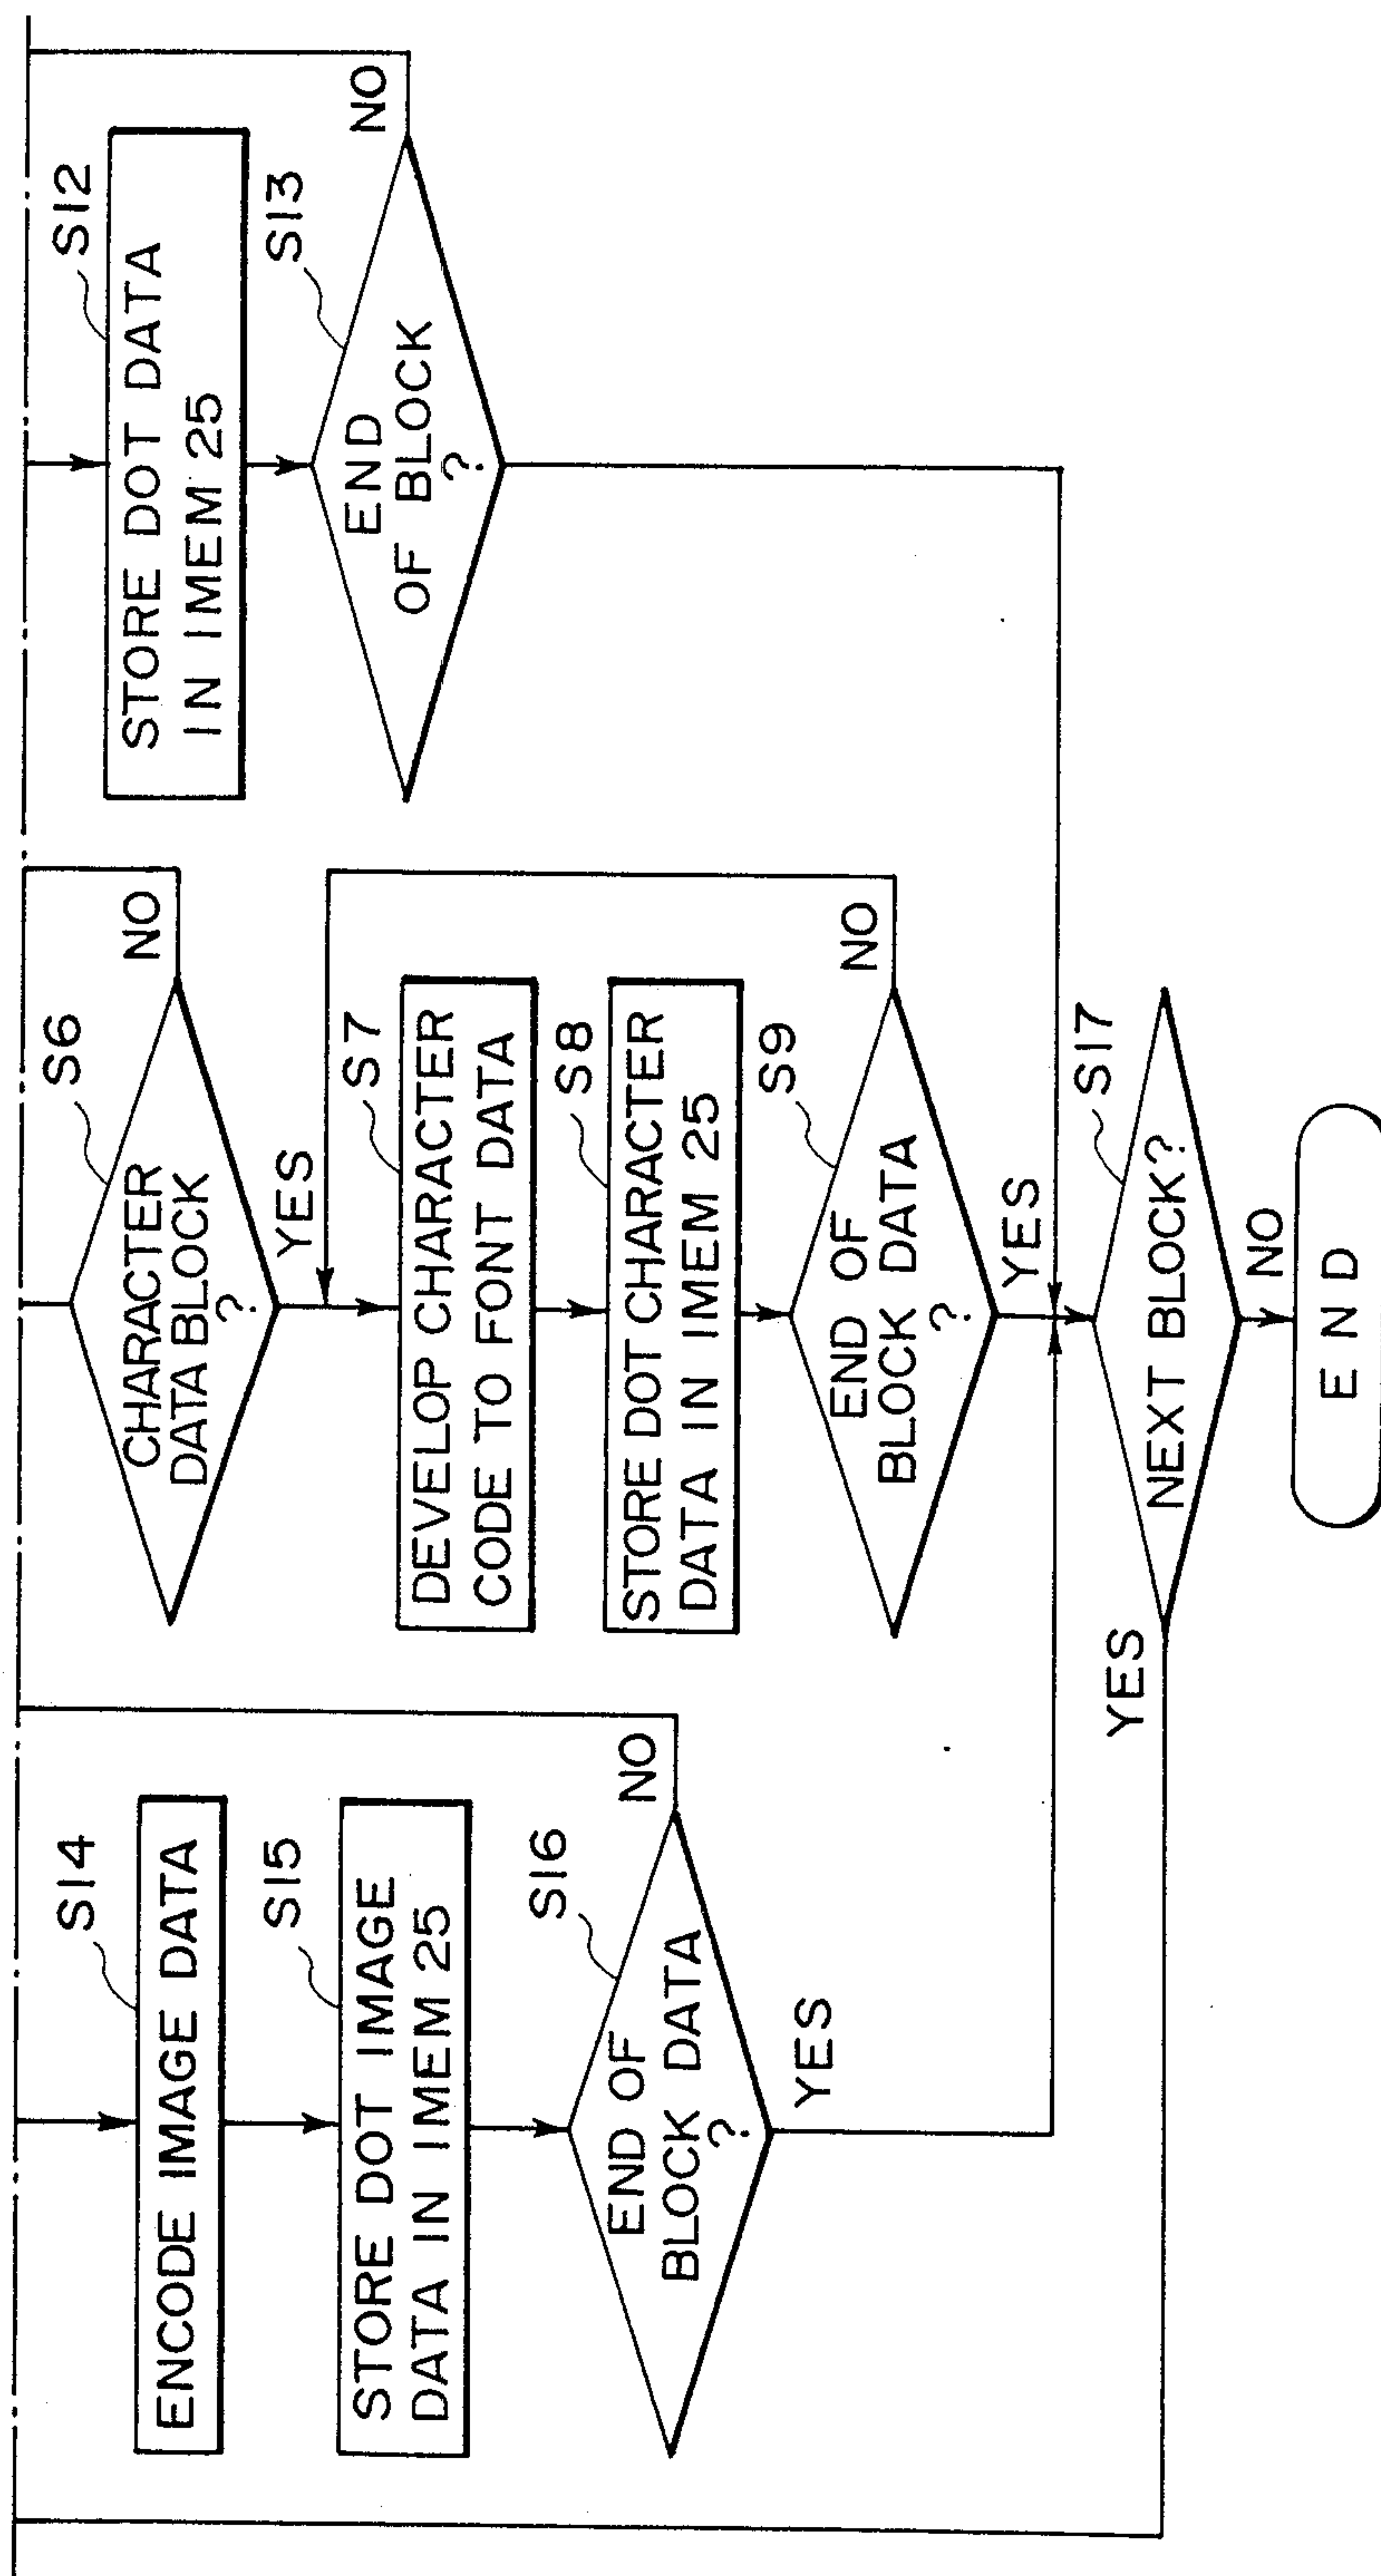 S14
ENCODE IMAGE DATA
S15
STORE DOT IMAGE
DATA IN IMEM 25
S16
END OF
BLOCK DATA
?
NO
YES
S6
CHARACTER
DATA BLOCK
?
NO
YES
S7
DEVELOP CHARACTER
CODE TO FONT DATA
S8
STORE DOT CHARACTER
DATA IN IMEM 25
S9
END OF
BLOCK DATA
?
NO
YES
S12
STORE DOT DATA
IN IMEM 25
S13
END
OF BLOCK
?
NO
S17
NEXT BLOCK?
YES
NO
END